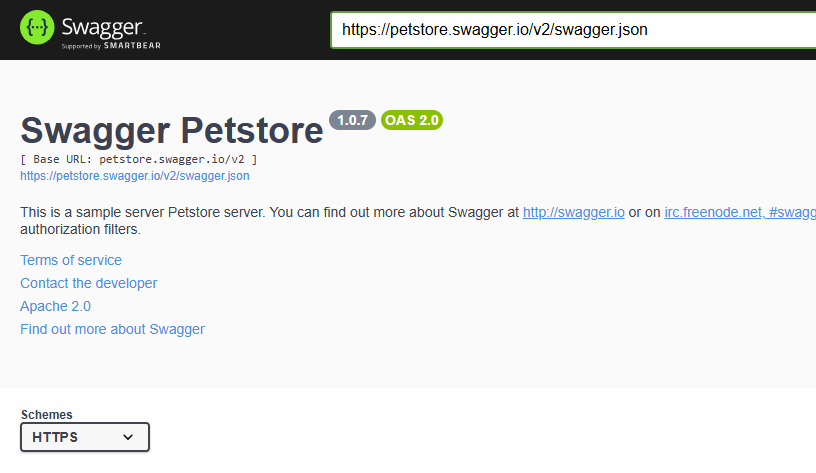 Swagger
Supported by SMARTBEAR
https://petstore.swagger.io/v2/swagger.json
Swagger Petstore 1.0.7 OAS 2.0
[ Base URL: petstore.swagger.io/v2 ]
https://petstore.swagger.io/v2/swagger.json
This is a sample server Petstore server. You can find out more about Swagger at http://swagger.io or on irc.freenode.net, #swagg
authorization filters.
Terms of service
Contact the developer
Apache 2.0
Find out more about Swagger
Schemes
HTTPS